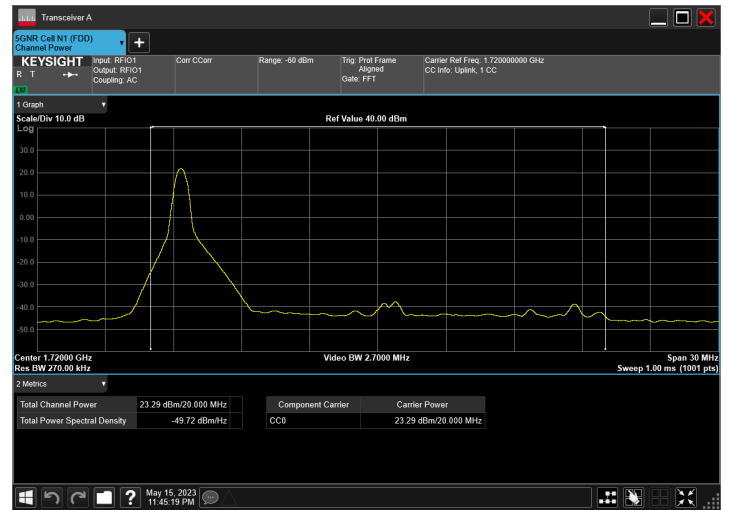 Transceiver A
5GNR Cell N1 (FDD)
Channel Power
+
KEYSIGHT
R T
LXI
Input: RFIO1
Output: RFIO1
Coupling: AC
Corr CCorr
Range: -60 dBm
Trig: Prot Frame
Aligned
Gate: FFT
Carrier Ref Freq: 1.720000000 GHz
CC Info: Uplink, 1 CC
1 Graph
Scale/Div 10.0 dB
Ref Value 40.00 dBm
Log
30.0
20.0
10.0
0.00
-10.0
-20.0
-30.0
-40.0
-50.0
Center 1.72000 GHz
Video BW 2.7000 MHz
Span 30 MHz
Res BW 270.00 kHz
Sweep 1.00 ms (1001 pts)
2 Metrics
Total Channel Power 23.29 dBm/20.000 MHz
Total Power Spectral Density -49.72 dBm/Hz
Component Carrier Carrier Power
CC0 23.29 dBm/20.000 MHz
?
May 15, 2023
11:45:19 PM